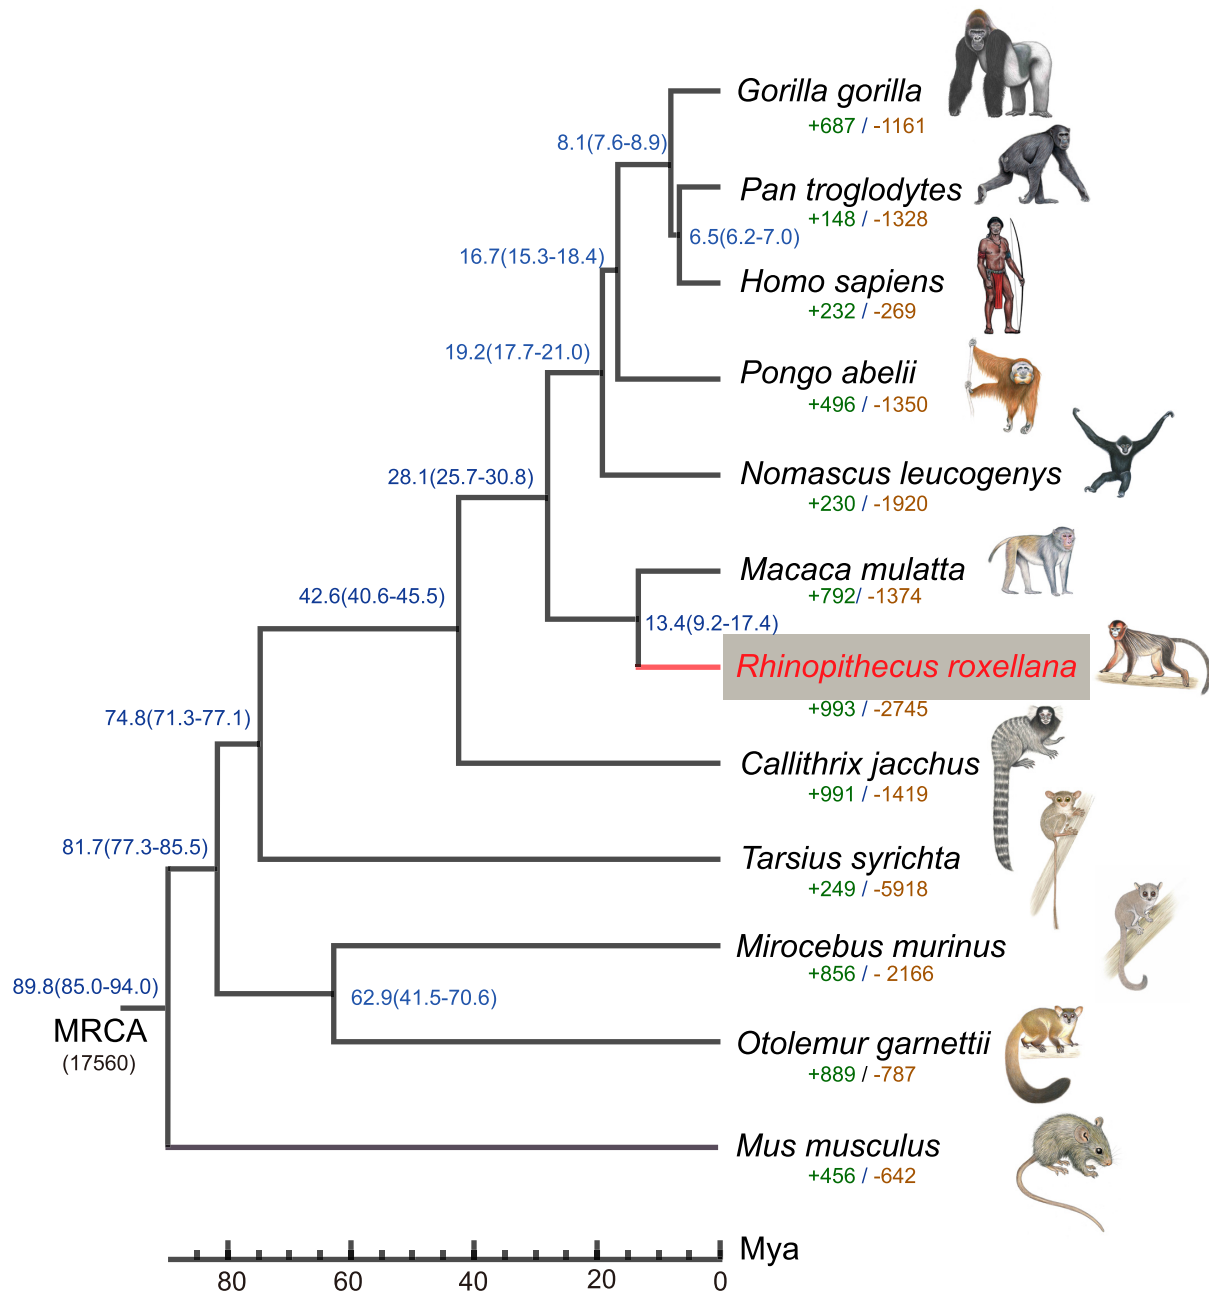 Gorilla gorilla
+687 / -1161
8.1(7.6-8.9)
Pan troglodytes
+148 / -1328
6.5(6.2-7.0)
16.7(15.3-18.4)
Homo sapiens
+232 / -269
19.2(17.7-21.0)
Pongo abelii
+496 / -1350
28.1(25.7-30.8)
Nomascus leucogenys
+230 / -1920
Macaca mulatta
+792/ -1374
42.6(40.6-45.5)
13.4(9.2-17.4)
Rhinopithecus roxellana
+993 / -2745
74.8(71.3-77.1)
Callithrix jacchus
+991 / -1419
81.7(77.3-85.5)
Tarsius syrichta
+249 / -5918
Mirocebus murinus
+856 / - 2166
89.8(85.0-94.0)
62.9(41.5-70.6)
MRCA
(17560)
Otolemur garnettii
+889 / -787
Mus musculus
+456 / -642
Mya
80 60 40 20 0